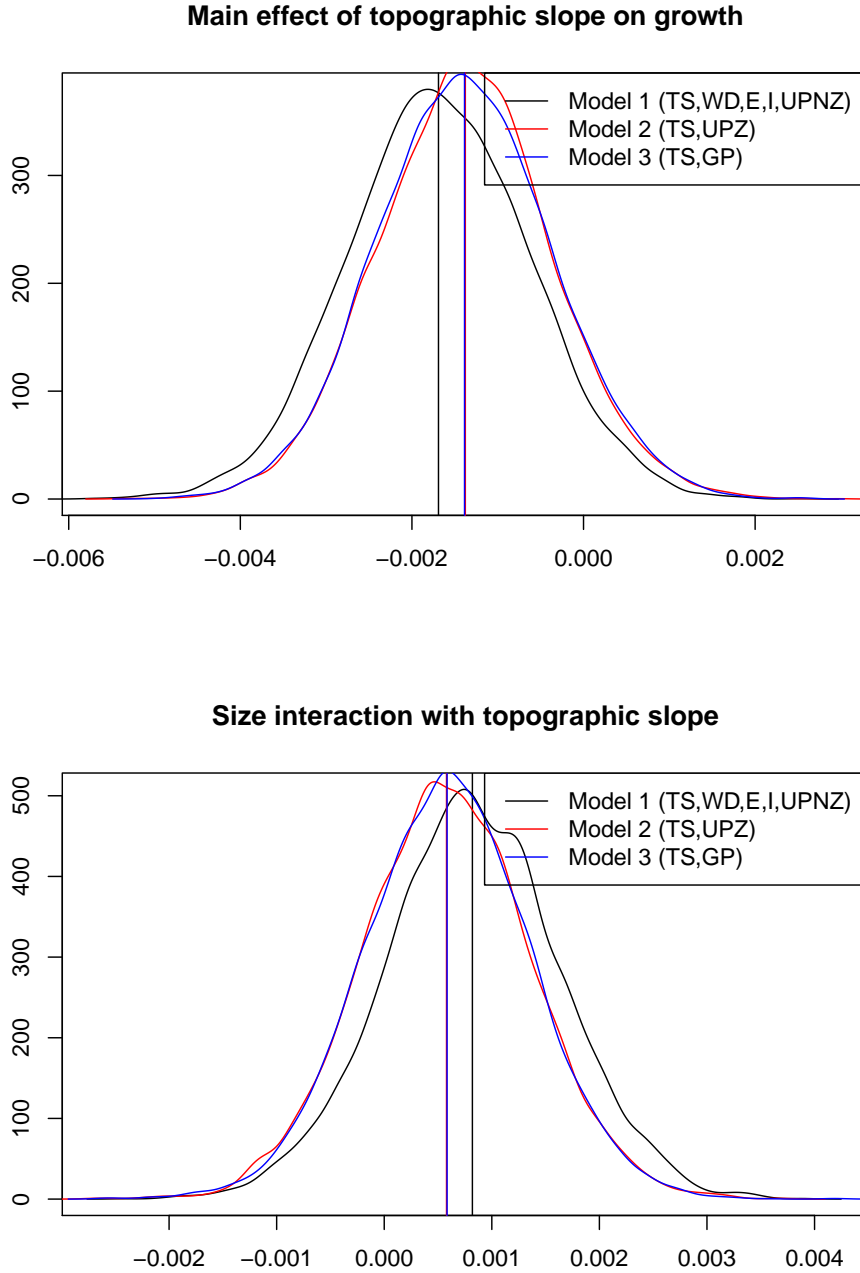 Main effect of topographic slope on growth
Model 1 (TS,WD,E,I,UPNZ)
Model 2 (TS,UPZ)
Model 3 (TS,GP)
300
200
100
0
−0.006 −0.004 −0.002 0.000 0.002
Size interaction with topographic slope
Model 1 (TS,WD,E,I,UPNZ)
Model 2 (TS,UPZ)
Model 3 (TS,GP)
500
400
300
200
100
0
−0.002 −0.001 0.000 0.001 0.002 0.003 0.004